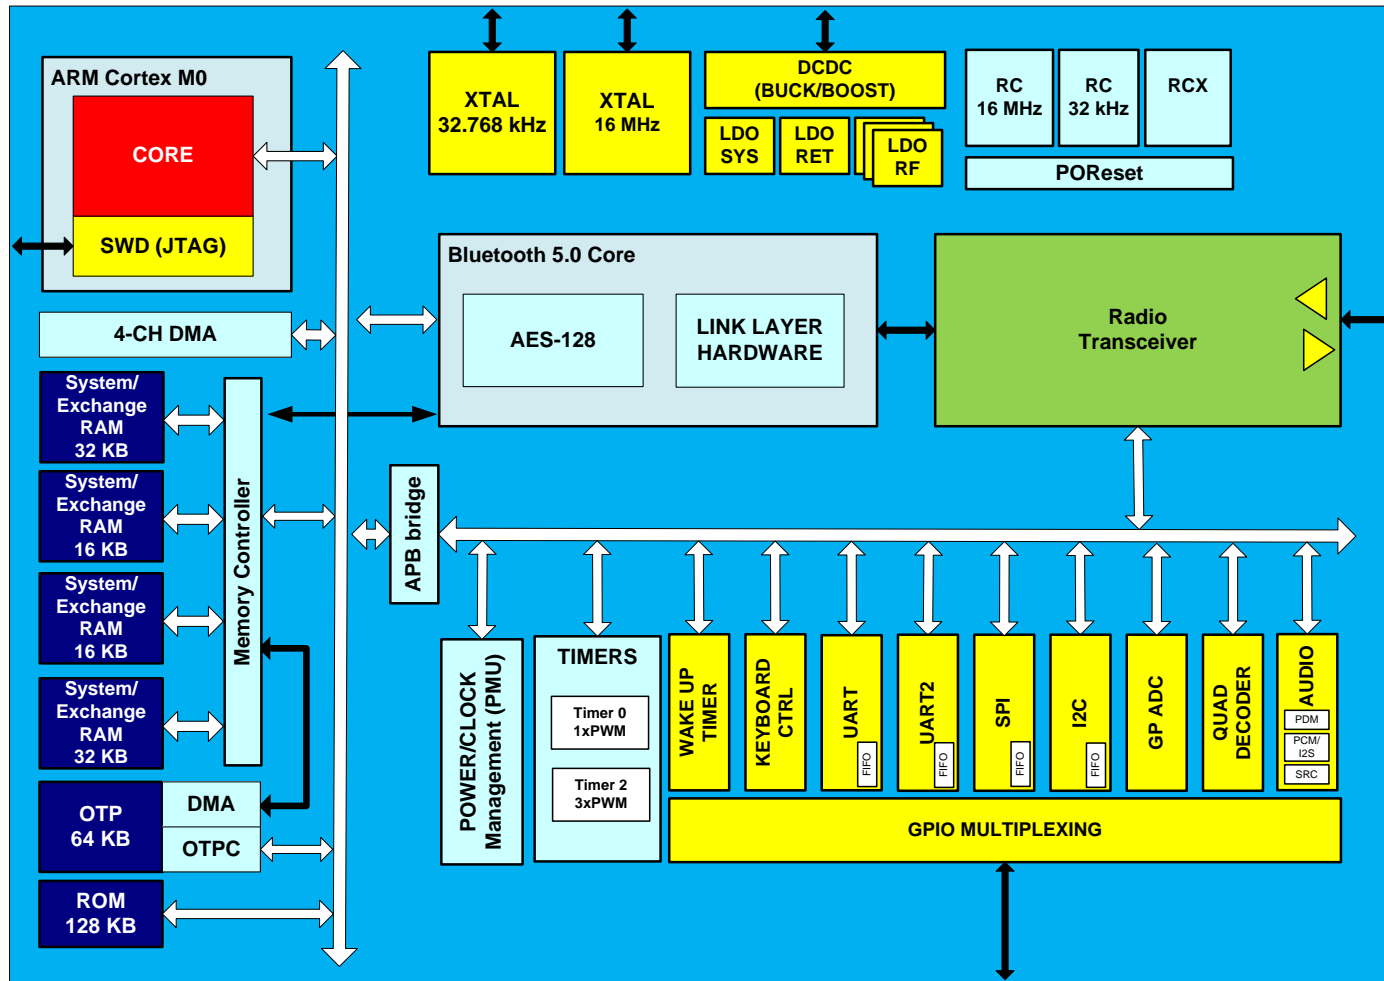 ARM Cortex M0
CORE
SWD (JTAG)
XTAL
32.768 kHz
XTAL
16 MHz
DCDC
(BUCK/BOOST)
LDO
SYS
LDO
RET
LDO
RF
RC
16 MHz
RC
32 kHz
RCX
POReset
4-CH DMA
Bluetooth 5.0 Core
AES-128
LINK LAYER
HARDWARE
Radio
Transceiver
System/
Exchange
RAM
32 KB
System/
Exchange
RAM
16 KB
System/
Exchange
RAM
16 KB
System/
Exchange
RAM
32 KB
Memory Controller
OTP
64 KB
DMA
OTPC
ROM
128 KB
APB bridge
POWER/CLOCK
Management (PMU)
TIMERS
Timer 0
1xPWM
Timer 2
3xPWM
WAKE UP
TIMER
KEYBOARD
CTRL
UART
FIFO
UART2
FIFO
SPI
FIFO
I2C
FIFO
GP ADC
QUAD
DECODER
AUDIO
PDM
PCM/
I2S
SRC
GPIO MULTIPLEXING